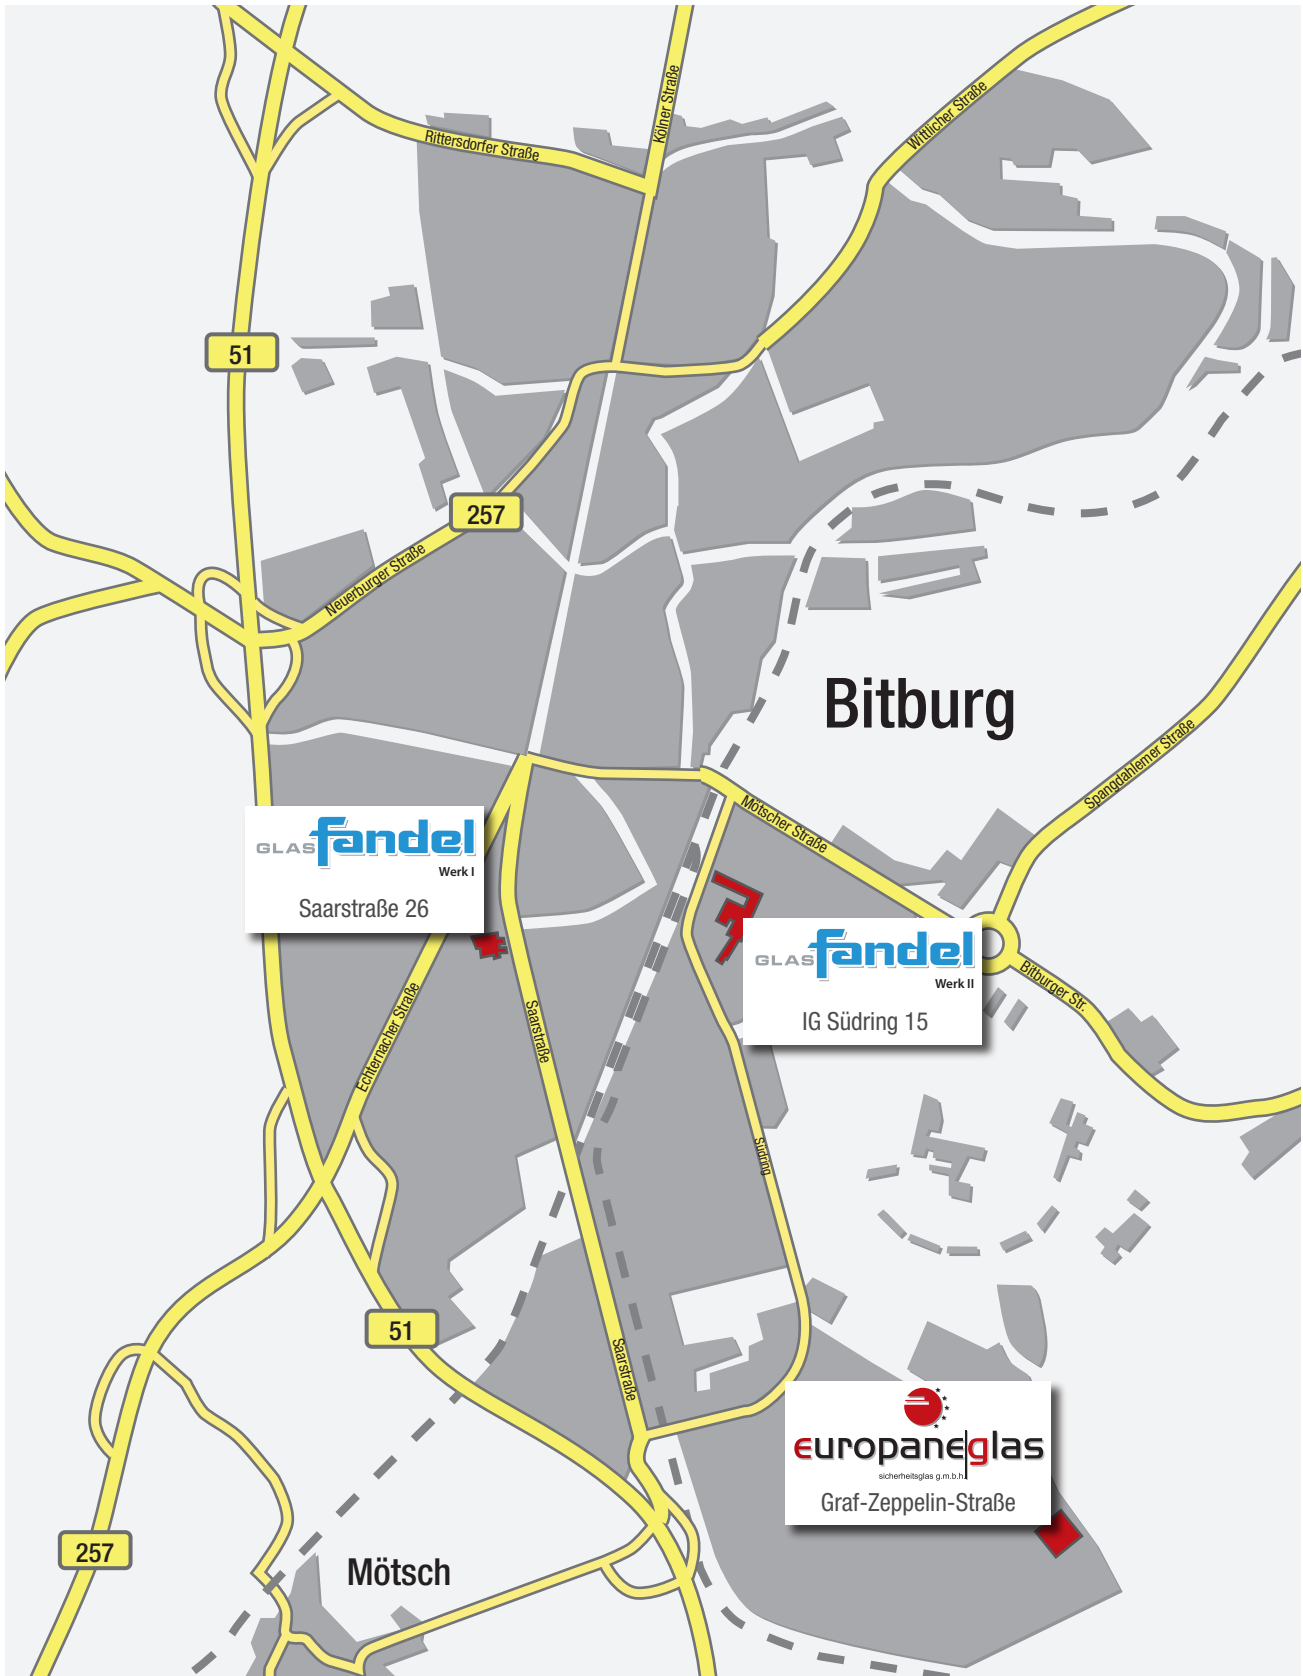 Kölner Straße
Wittlicher Straße
Rittersdorfer Straße
51
257
Neuerburger Straße
Bitburg
Spangdahlemer Straße
Mötscher Straße
GLAS fandel
Werk I
Saarstraße 26
GLAS fandel
Werk II
IG Südring 15
Bitburger Str.
Echternacher Straße
Saarstraße
Südring
51
Saarstraße
europaneglas
sicherheitsglas g.m.b.h.
Graf-Zeppelin-Straße
257
Mötsch